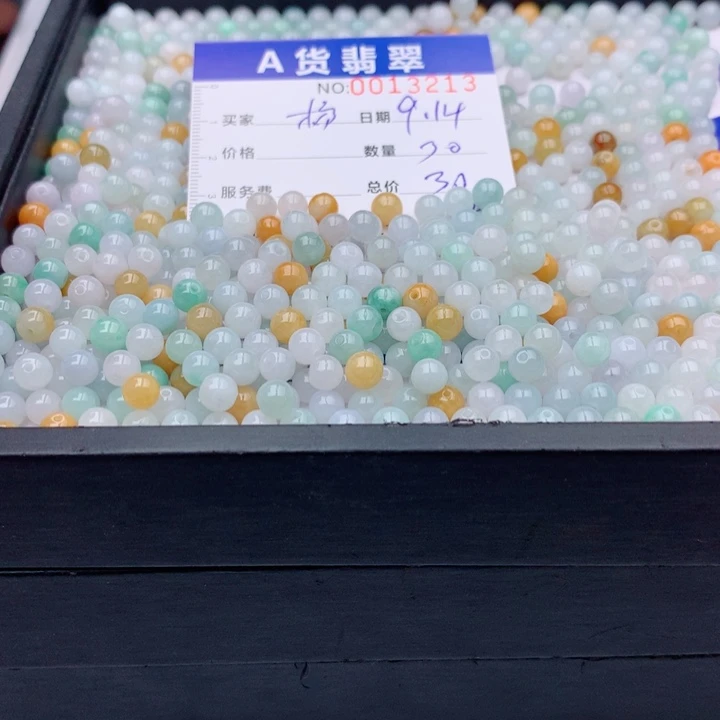 A货翡翠
NO:0013213
买家 杨 日期 9.14
价格 数量 30
服务费 总价 30